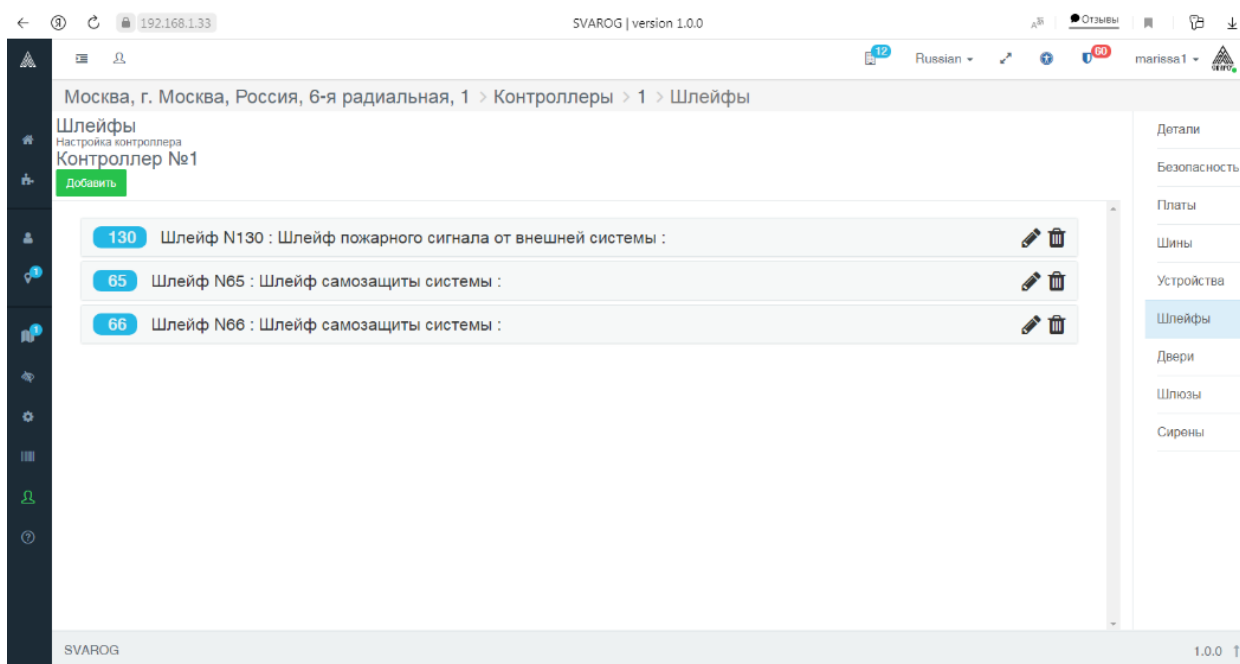 192.168.1.33 SVAROG | version 1.0.0 Отзывы
12 Russian 60 marissa1
Москва, г. Москва, Россия, 6-я радиальная, 1 > Контроллеры > 1 > Шлейфы
Шлейфы
Настройка контроллера
Контроллер №1
Добавить
130 Шлейф N130 : Шлейф пожарного сигнала от внешней системы :
65 Шлейф N65 : Шлейф самозащиты системы :
66 Шлейф N66 : Шлейф самозащиты системы :
1
1
Детали
Безопасность
Платы
Шины
Устройства
Шлейфы
Двери
Шлюзы
Сирены
SVAROG 1.0.0